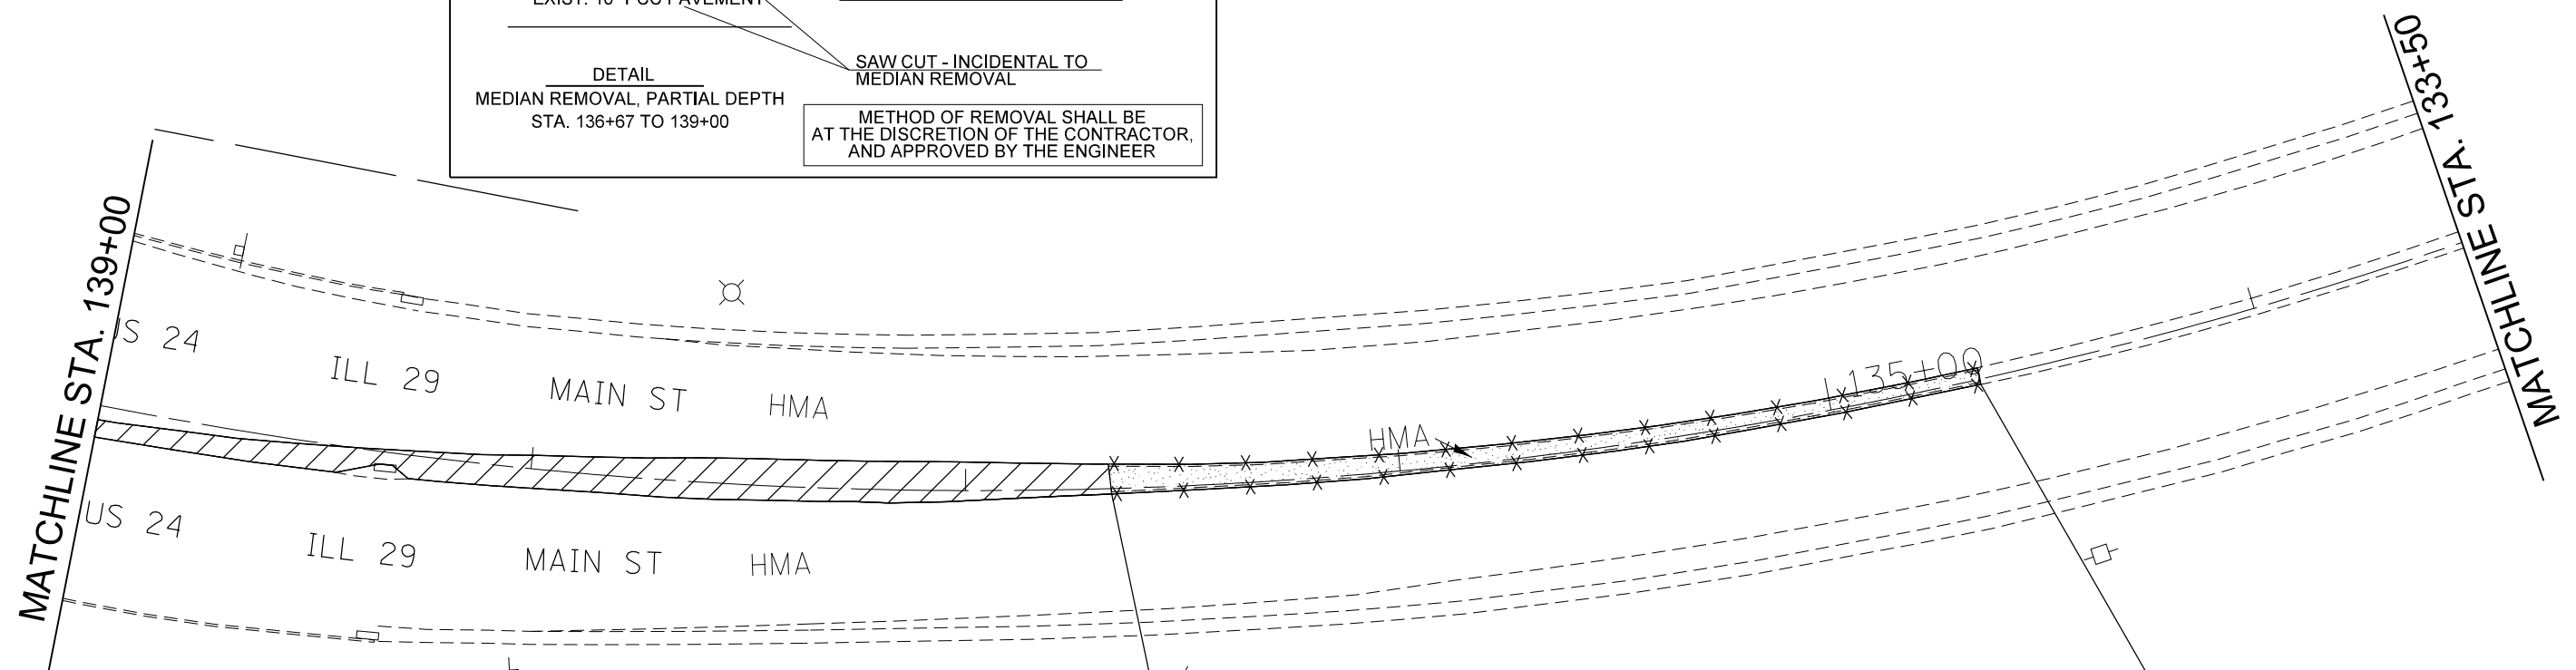 SAW CUT - INCIDENTAL TO
MEDIAN REMOVAL
DETAIL
MEDIAN REMOVAL, PARTIAL DEPTH
STA. 136+67 TO 139+00
METHOD OF REMOVAL SHALL BE
AT THE DISCRETION OF THE CONTRACTOR,
AND APPROVED BY THE ENGINEER
MATCHLINE STA. 139+00
MATCHLINE STA. 133+50
US 24
ILL 29
MAIN ST
HMA
HMA
135+00
US 24
ILL 29
MAIN ST
HMA